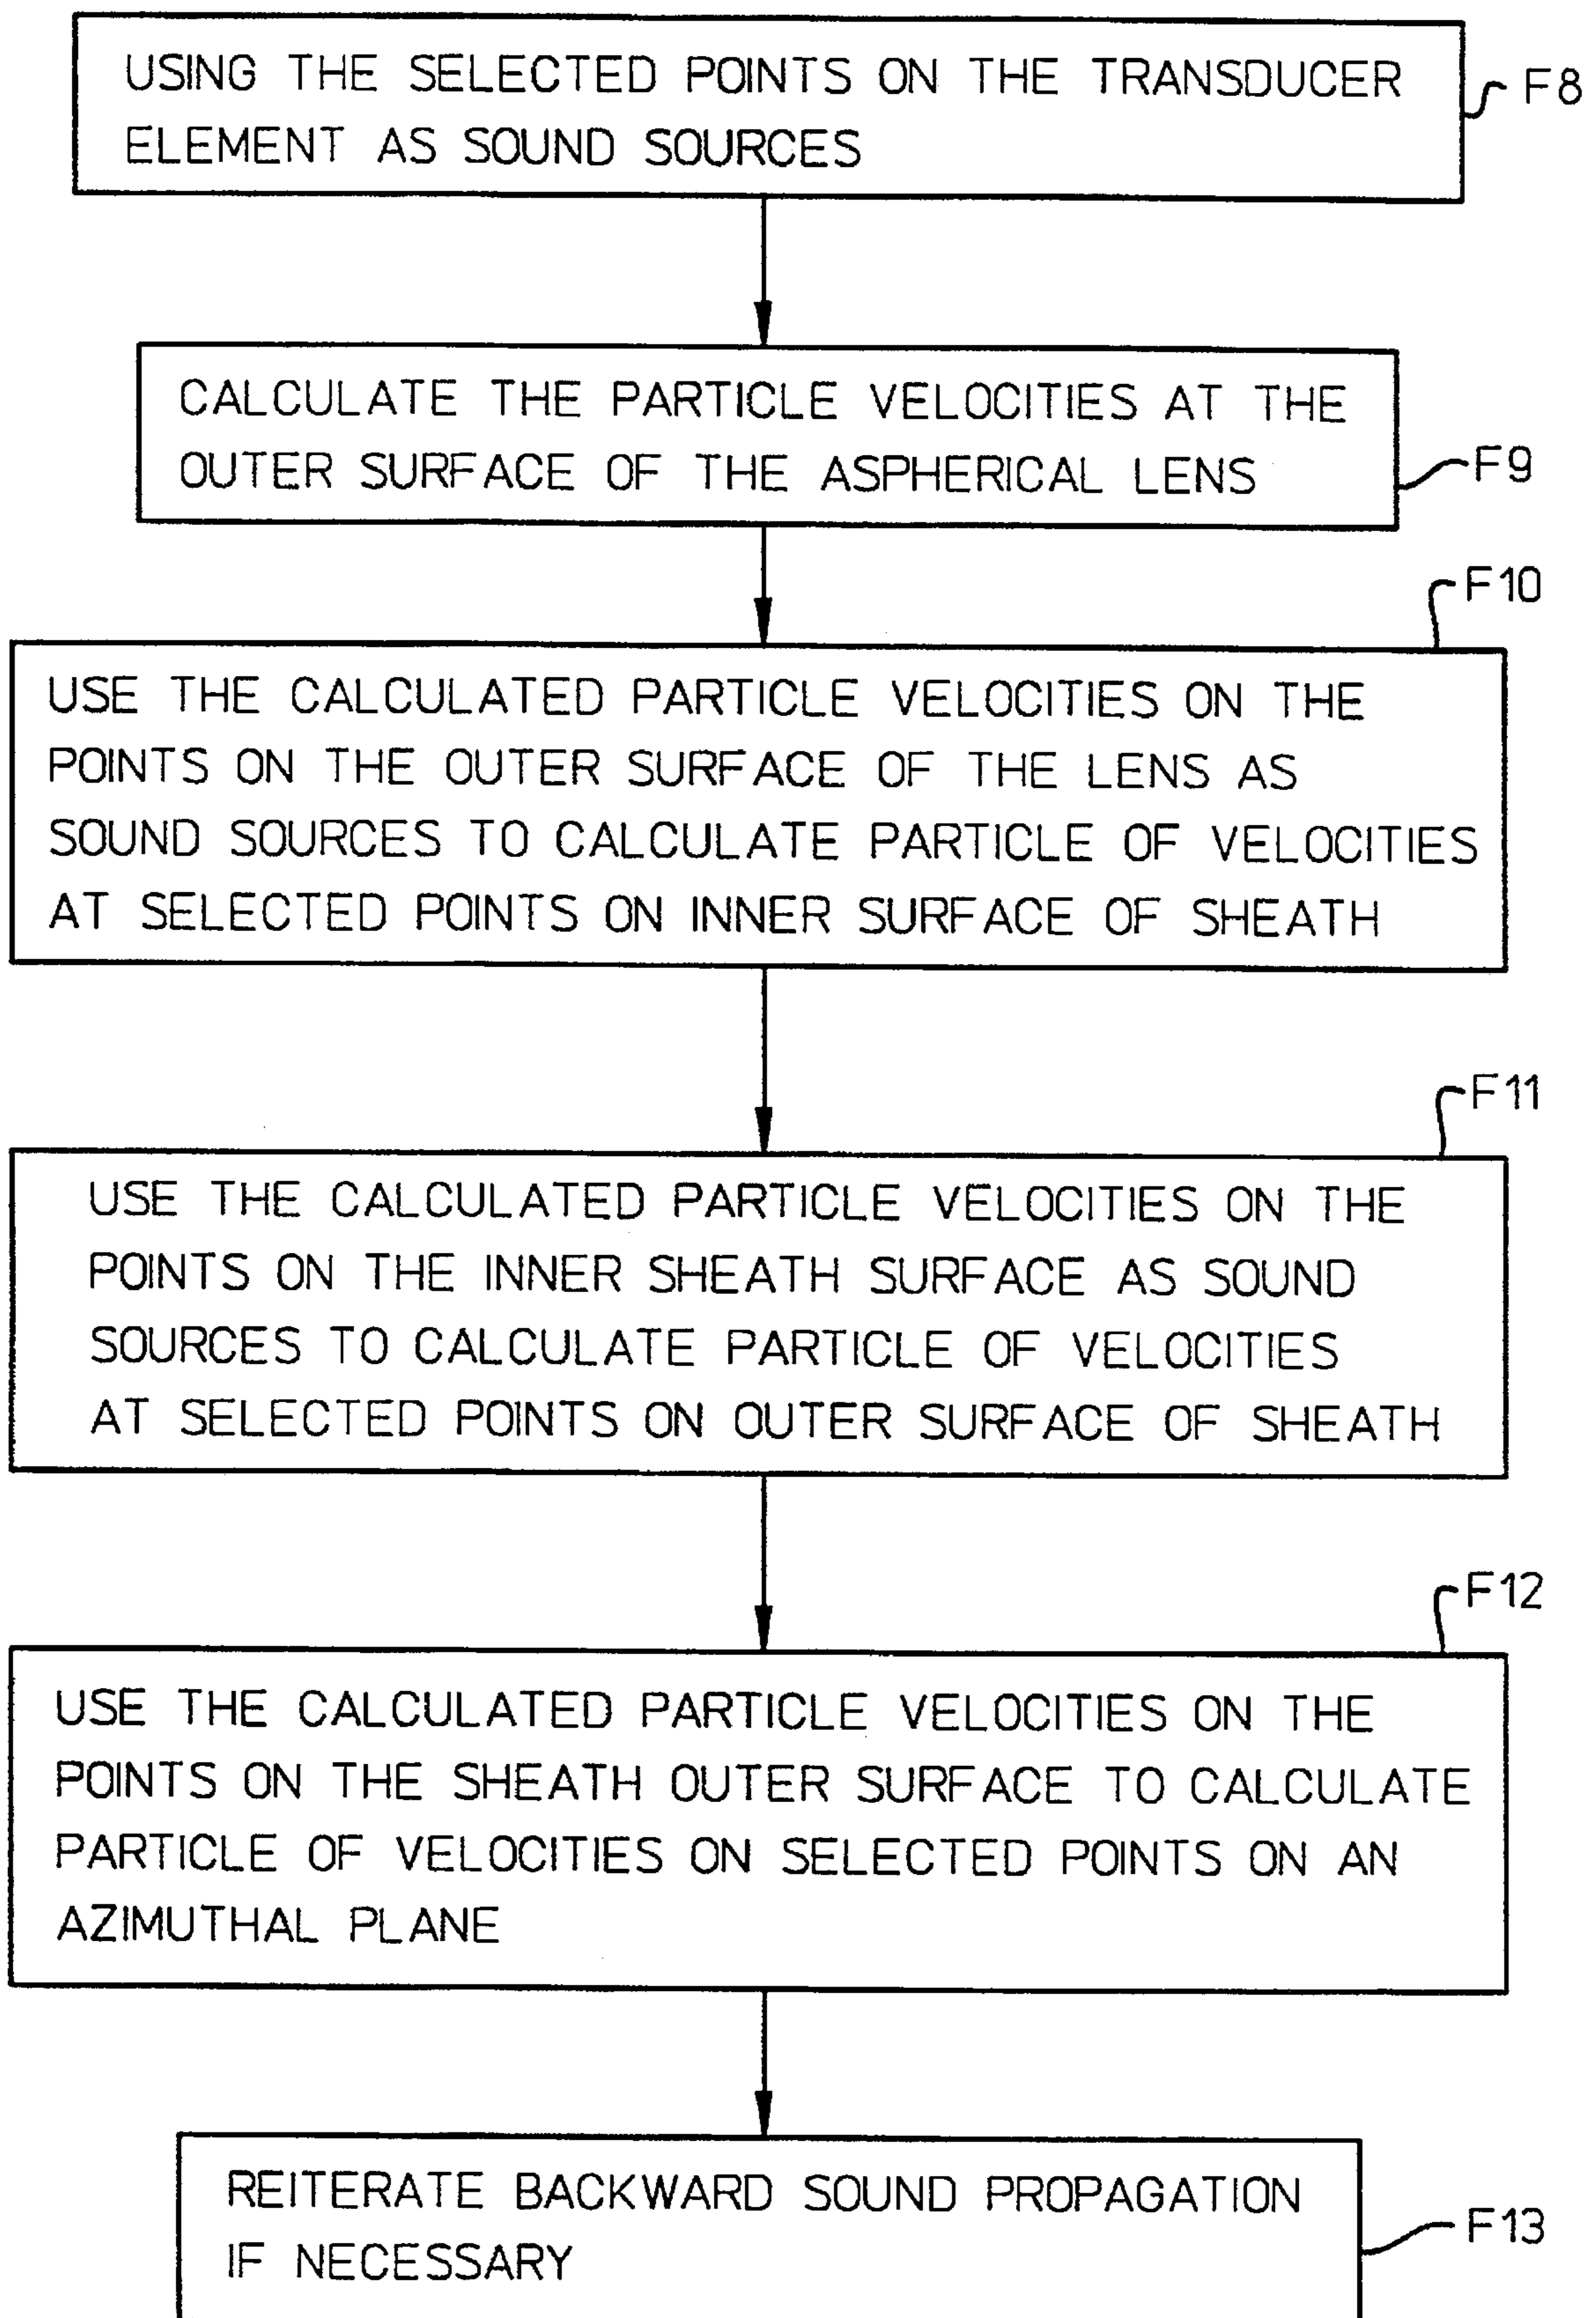 USING THE SELECTED POINTS ON THE TRANSDUCER
ELEMENT AS SOUND SOURCES
F8
CALCULATE THE PARTICLE VELOCITIES AT THE
OUTER SURFACE OF THE ASPHERICAL LENS
F9
F10
USE THE CALCULATED PARTICLE VELOCITIES ON THE
POINTS ON THE OUTER SURFACE OF THE LENS AS
SOUND SOURCES TO CALCULATE PARTICLE OF VELOCITIES
AT SELECTED POINTS ON INNER SURFACE OF SHEATH
F11
USE THE CALCULATED PARTICLE VELOCITIES ON THE
POINTS ON THE INNER SHEATH SURFACE AS SOUND
SOURCES TO CALCULATE PARTICLE OF VELOCITIES
AT SELECTED POINTS ON OUTER SURFACE OF SHEATH
F12
USE THE CALCULATED PARTICLE VELOCITIES ON THE
POINTS ON THE SHEATH OUTER SURFACE TO CALCULATE
PARTICLE OF VELOCITIES ON SELECTED POINTS ON AN
AZIMUTHAL PLANE
REITERATE BACKWARD SOUND PROPAGATION
IF NECESSARY
F13